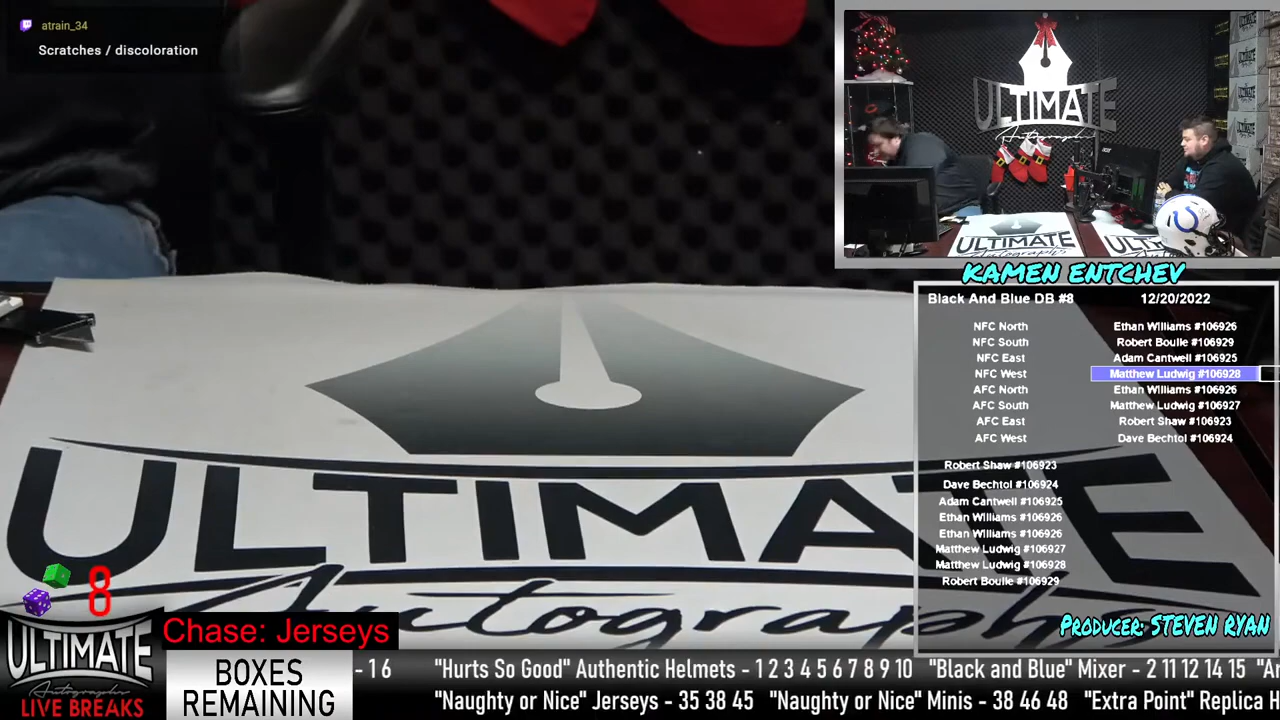 atrain_34
Scratches / discoloration
ULTIMATE
Autographs
ULTIMATE
Autographs
KAMEN ENTCHEV
Black And Blue DB #8 12/20/2022
NFC North Ethan Williams #106926
NFC South Robert Boulle #106929
NFC East Adam Cantwell #106925
NFC West Matthew Ludwig #106928
AFC North Ethan Williams #106926
AFC South Matthew Ludwig #106927
AFC East Robert Shaw #106923
AFC West Dave Bechtol #106924
Robert Shaw #106923
Dave Bechtol #106924
Adam Cantwell #106925
Ethan Williams #106926
Ethan Williams #106926
Matthew Ludwig #106927
Matthew Ludwig #106928
Robert Boulle #106929
Producer: STEVEN RYAN
ULTIMATE
Autographs
8
ULTIMATE
Autographs
LIVE BREAKS
Chase: Jerseys
BOXES
REMAINING
- 1 6 "Hurts So Good" Authentic Helmets - 1 2 3 4 5 6 7 8 9 10 "Black and Blue" Mixer - 2 11 12 14 15
"Naughty or Nice" Jerseys - 35 38 45 "Naughty or Nice" Minis - 38 46 48 "Extra Point" Replica